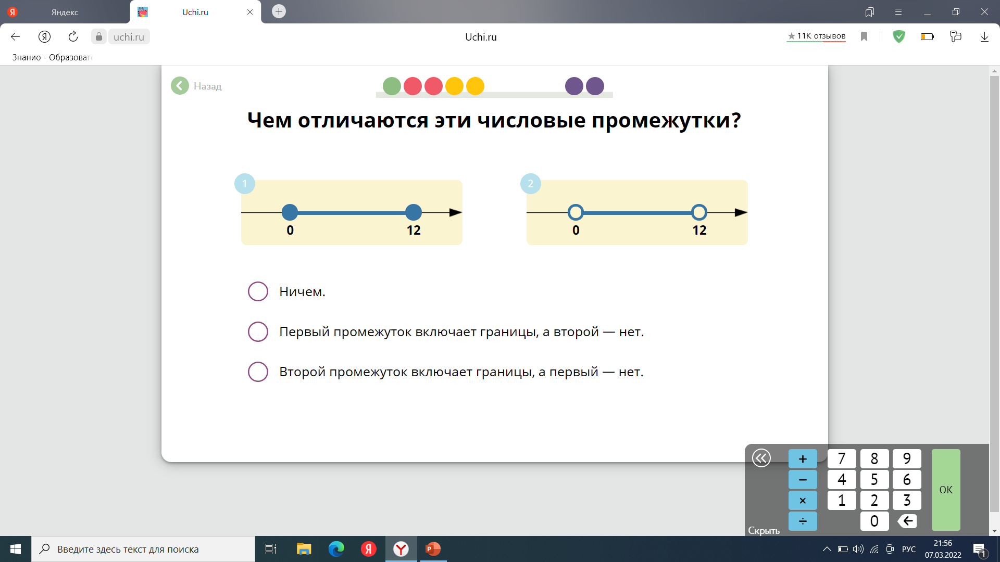 Яндекс
Uchi.ru
uchi.ru
Uchi.ru
11К отзывов
Знанио - Образоват
Назад
Чем отличаются эти числовые промежутки?
1
0
12
2
0
12
Ничем.
Первый промежуток включает границы, а второй — нет.
Второй промежуток включает границы, а первый — нет.
+ 7 8 9
− 4 5 6
× 1 2 3
÷ 0
OK
Скрыть
Введите здесь текст для поиска
РУС
21:56
07.03.2022
1